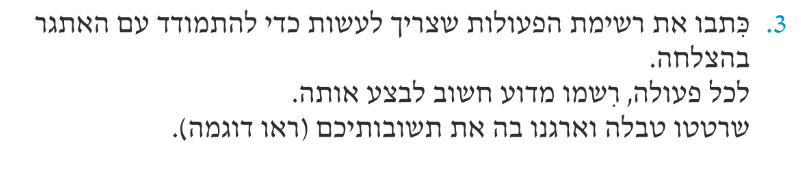 3. כִּתבו את רשימת הפעולות שצריך לעשות כדי להתמודד עם האתגר
בהצלחה.
לכל פעולה, רִשמו מדוע חשוב לבצע אותה.
שרטטו טבלה וארגנו בה את תשובותיכם (ראו דוגמה).